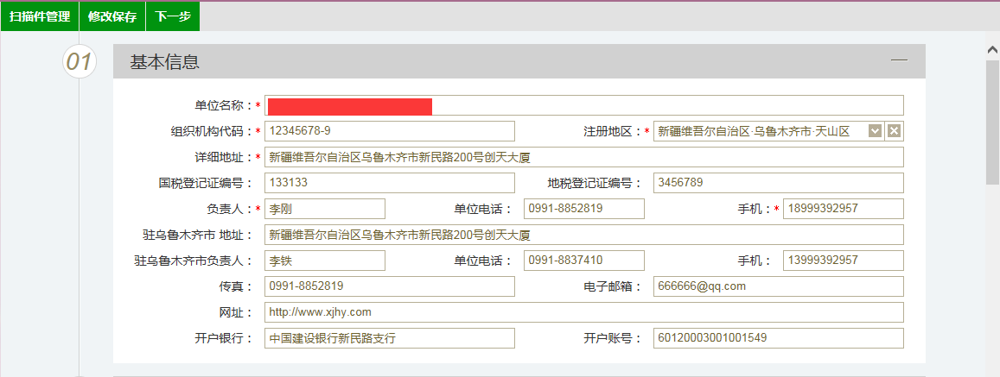 扫描件管理 修改保存 下一步
01 基本信息
单位名称：*
组织机构代码：* 12345678-9 注册地区：* 新疆维吾尔自治区·乌鲁木齐市·天山区
详细地址：* 新疆维吾尔自治区乌鲁木齐市新民路200号创天大厦
国税登记证编号： 133133 地税登记证编号： 3456789
负责人：* 李刚 单位电话： 0991-8852819 手机：* 18999392957
驻乌鲁木齐市 地址： 新疆维吾尔自治区乌鲁木齐市新民路200号创天大厦
驻乌鲁木齐市负责人： 李铁 单位电话： 0991-8837410 手机： 13999392957
传真： 0991-8852819 电子邮箱： 666666@qq.com
网址： http://www.xjhy.com
开户银行： 中国建设银行新民路支行 开户账号： 60120003001001549